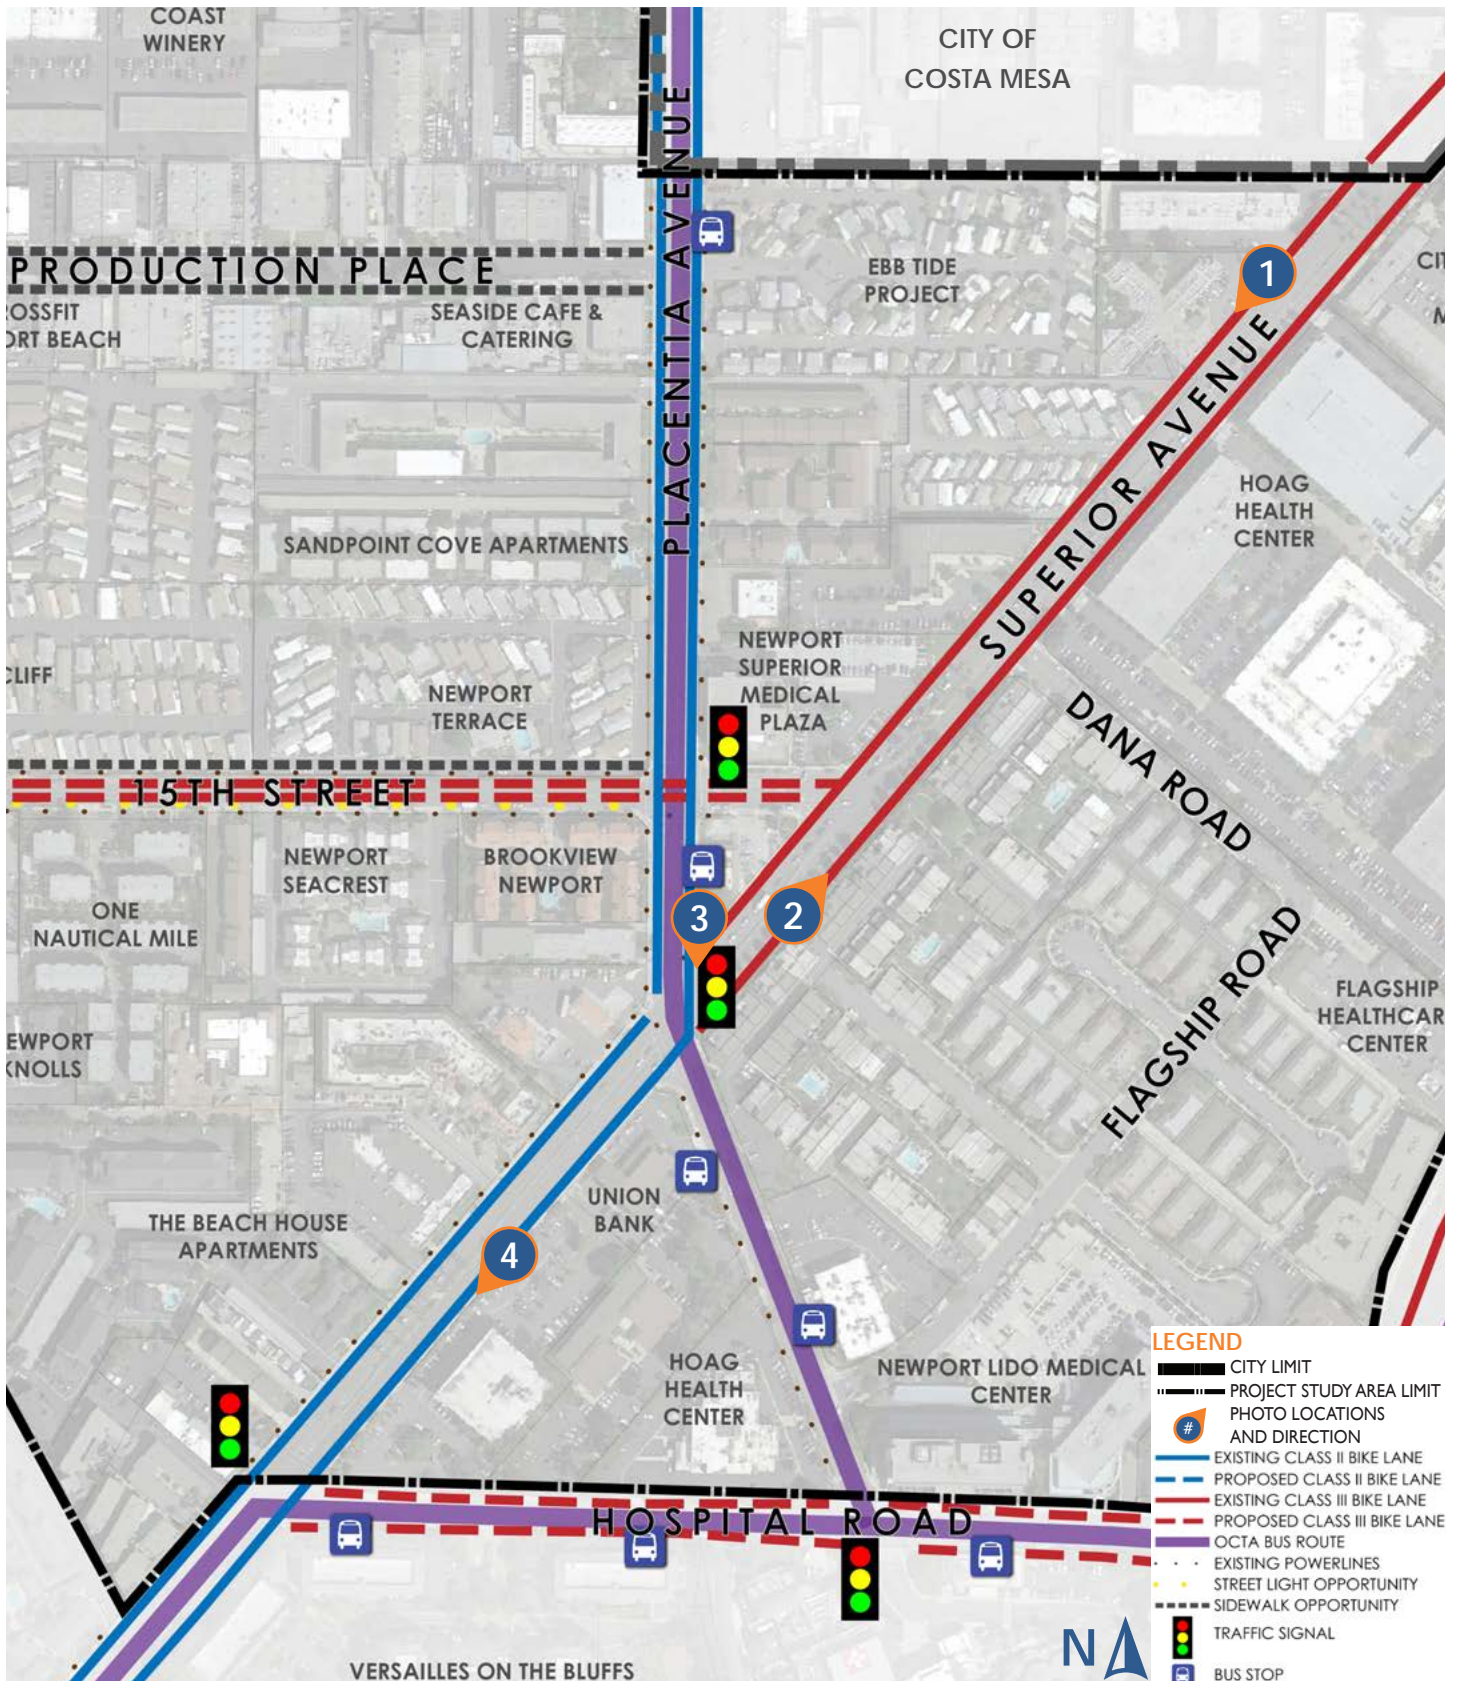 COAST
WINERY
CITY OF
COSTA MESA
PLACENTIA AVENUE
PRODUCTION PLACE
EBB TIDE
PROJECT
1
CIT
ROSSFIT
ORT BEACH
SEASIDE CAFE &
CATERING
SUPERIOR AVENUE
HOAG
HEALTH
CENTER
SANDPOINT COVE APARTMENTS
NEWPORT
SUPERIOR
MEDICAL
PLAZA
CLIFF
NEWPORT
TERRACE
DANA ROAD
15TH STREET
NEWPORT
SEACREST
BROOKVIEW
NEWPORT
ONE
NAUTICAL MILE
3
2
FLAGSHIP ROAD
FLAGSHIP
HEALTHCAR
CENTER
EWPORT
KNOLLS
UNION
BANK
THE BEACH HOUSE
APARTMENTS
4
HOAG
HEALTH
CENTER
NEWPORT LIDO MEDICAL
CENTER
HOSPITAL ROAD
VERSAILLES ON THE BLUFFS
N
LEGEND
CITY LIMIT
PROJECT STUDY AREA LIMIT
#
PHOTO LOCATIONS
AND DIRECTION
EXISTING CLASS II BIKE LANE
PROPOSED CLASS II BIKE LANE
EXISTING CLASS III BIKE LANE
PROPOSED CLASS III BIKE LANE
OCTA BUS ROUTE
EXISTING POWERLINES
STREET LIGHT OPPORTUNITY
SIDEWALK OPPORTUNITY
TRAFFIC SIGNAL
BUS STOP